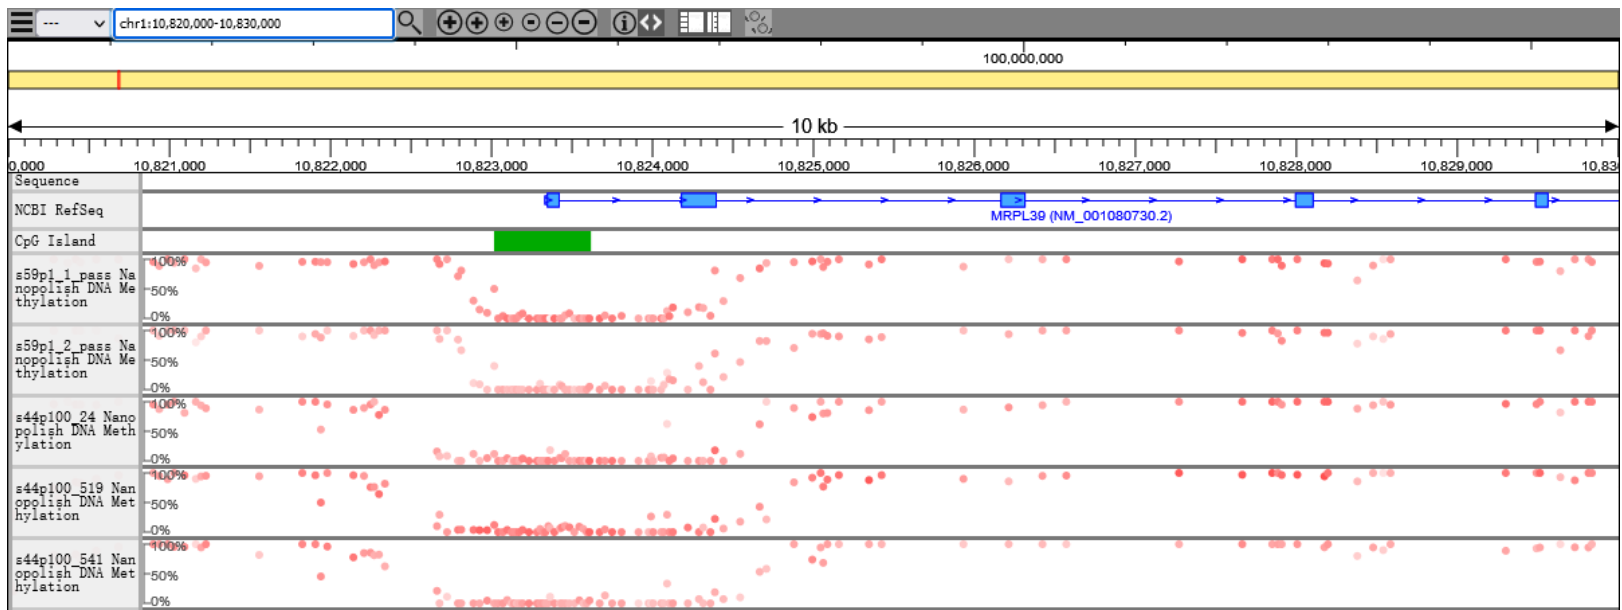 ---
chr1:10,820,000-10,830,000
100,000,000
10 kb
0,000 10,821,000 10,822,000 10,823,000 10,824,000 10,825,000 10,826,000 10,827,000 10,828,000 10,829,000 10,83
Sequence
NCBI RefSeq
MRPL39 (NM_001080730.2)
CpG Island
s59p1_1_pass Na
nopolish DNA Me
thylation
100%
50%
0%
s59p1_2_pass Na
nopolish DNA Me
thylation
100%
50%
0%
s44p100_24 Nano
polish DNA Meth
ylation
100%
50%
0%
s44p100_519 Nan
opolish DNA Met
hylation
100%
50%
0%
s44p100_541 Nan
opolish DNA Met
hylation
100%
50%
0%